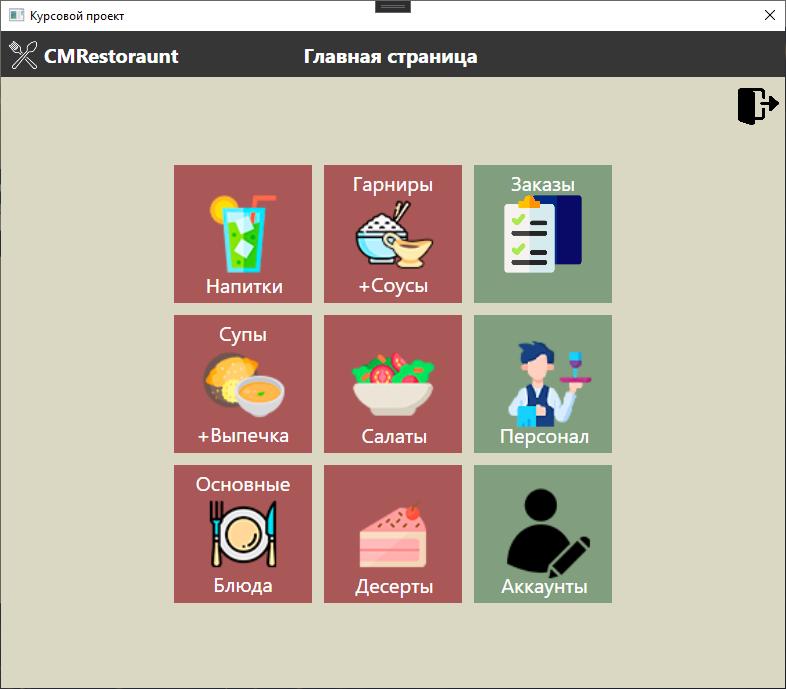 Курсовой проект
CMRestoraunt
Главная страница
Напитки
Гарниры
+Соусы
Заказы
Супы
+Выпечка
Салаты
Персонал
Основные
Блюда
Десерты
Аккаунты